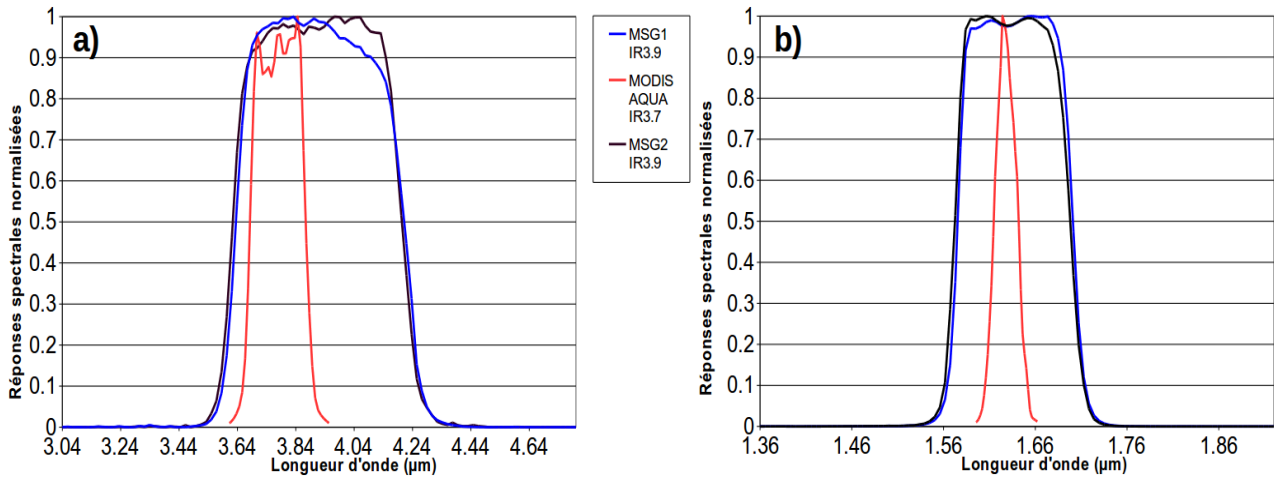 a)
Réponses spectrales normalisées
1
0.9
0.8
0.7
0.6
0.5
0.4
0.3
0.2
0.1
0
3.04 3.24 3.44 3.64 3.84 4.04 4.24 4.44 4.64
Longueur d'onde (µm)
MSG1
IR3.9
MODIS
AQUA
IR3.7
MSG2
IR3.9
b)
Réponses spectrales normalisées
1
0.9
0.8
0.7
0.6
0.5
0.4
0.3
0.2
0.1
0
1.36 1.46 1.56 1.66 1.76 1.86
Longueur d'onde (µm)